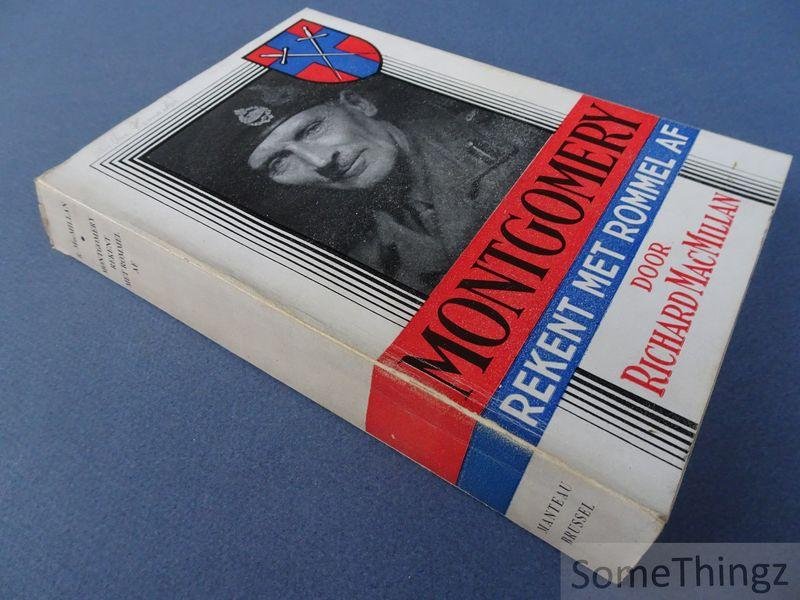 MONTGOMERY
REKENT MET ROMMEL AF
DOOR
RICHARD MACMILLAN
R. MACMILLAN
MONTGOMERY
REKENT
MET ROMMEL
AF
MANTEAU
BRUSSEL
SomeThingz